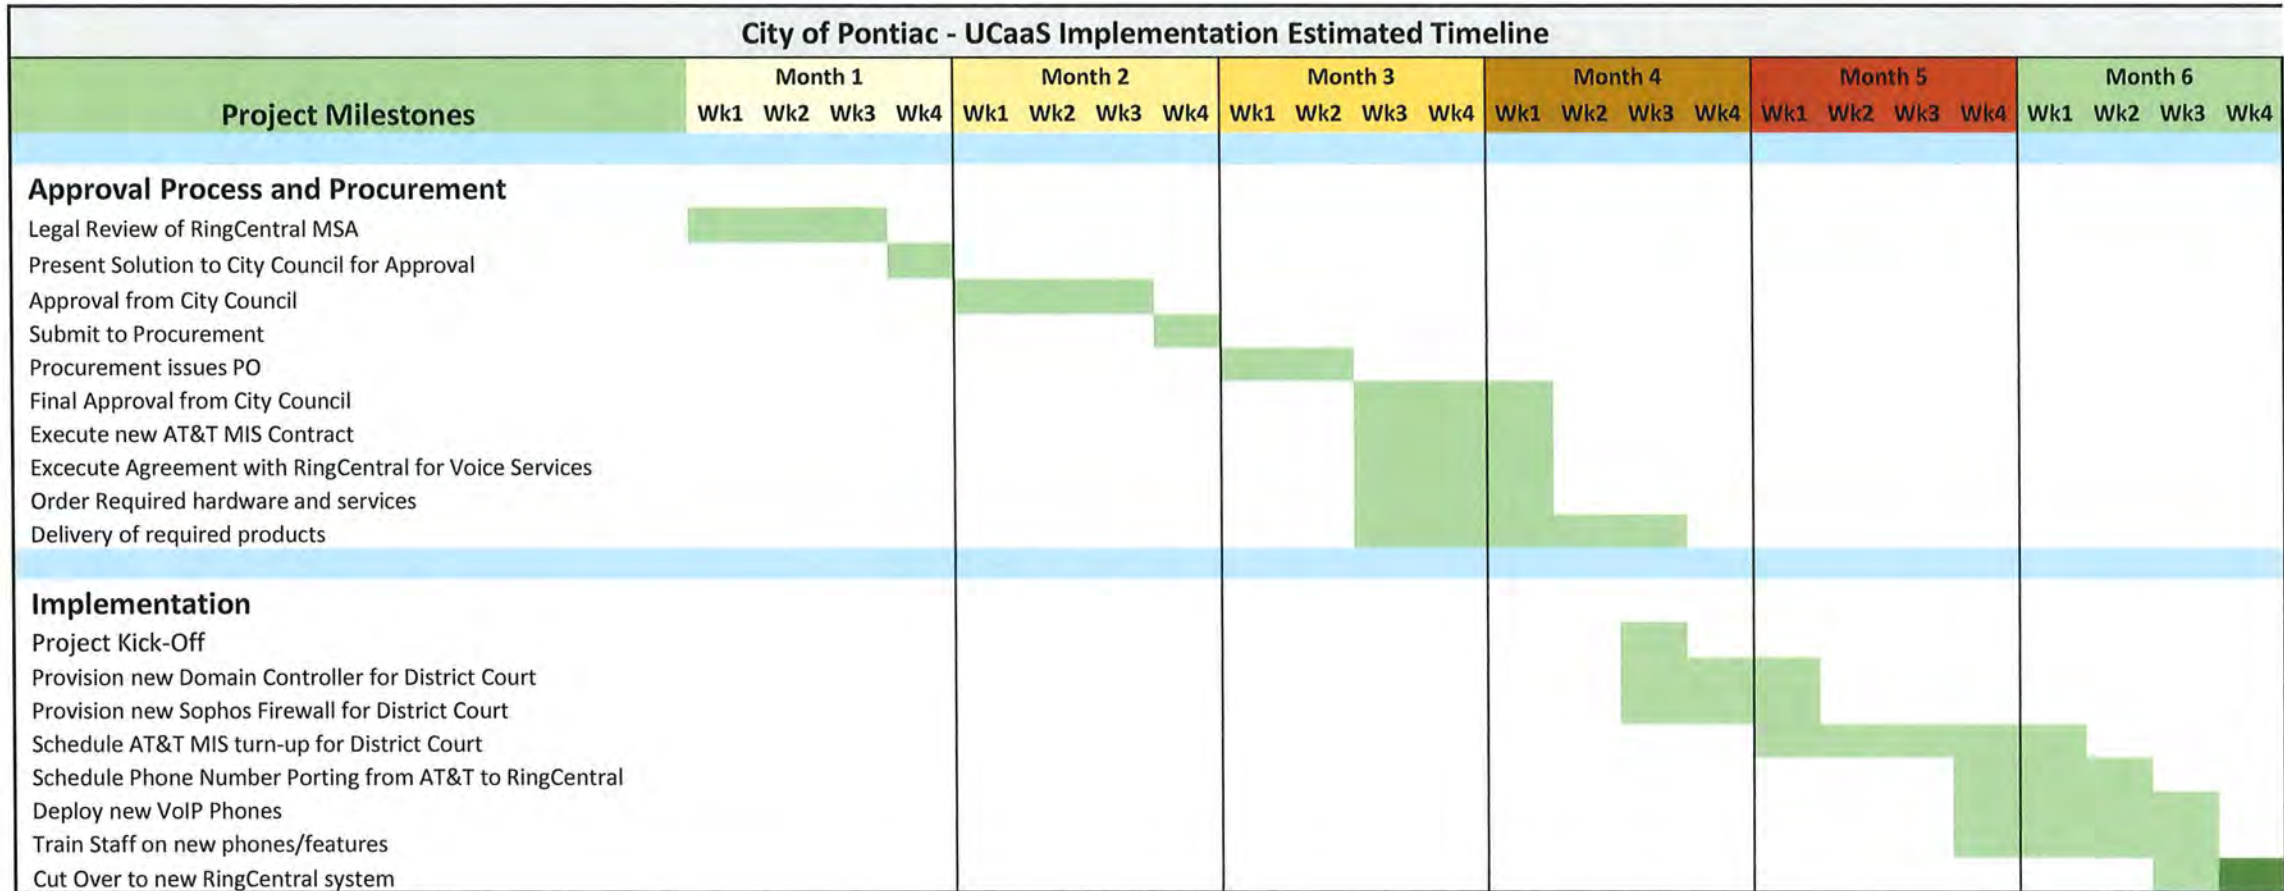 City of Pontiac - UCaaS Implementation Estimated Timeline
Month 1 Month 2 Month 3 Month 4 Month 5 Month 6
Project Milestones Wk1 Wk2 Wk3 Wk4 Wk1 Wk2 Wk3 Wk4 Wk1 Wk2 Wk3 Wk4 Wk1 Wk2 Wk3 Wk4 Wk1 Wk2 Wk3 Wk4 Wk1 Wk2 Wk3 Wk4
Approval Process and Procurement
Legal Review of RingCentral MSA
Present Solution to City Council for Approval
Approval from City Council
Submit to Procurement
Procurement issues PO
Final Approval from City Council
Execute new AT&T MIS Contract
Excecute Agreement with RingCentral for Voice Services
Order Required hardware and services
Delivery of required products
Implementation
Project Kick-Off
Provision new Domain Controller for District Court
Provision new Sophos Firewall for District Court
Schedule AT&T MIS turn-up for District Court
Schedule Phone Number Porting from AT&T to RingCentral
Deploy new VoIP Phones
Train Staff on new phones/features
Cut Over to new RingCentral system